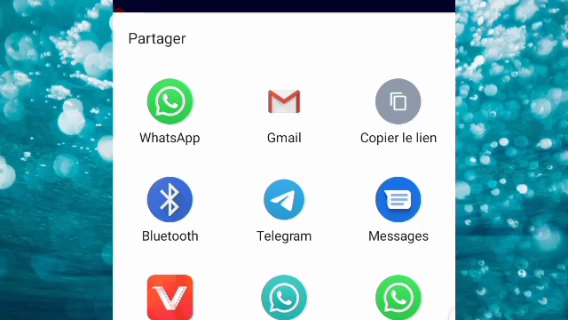 Partager
WhatsApp
Gmail
Copier le lien
Bluetooth
Telegram
Messages